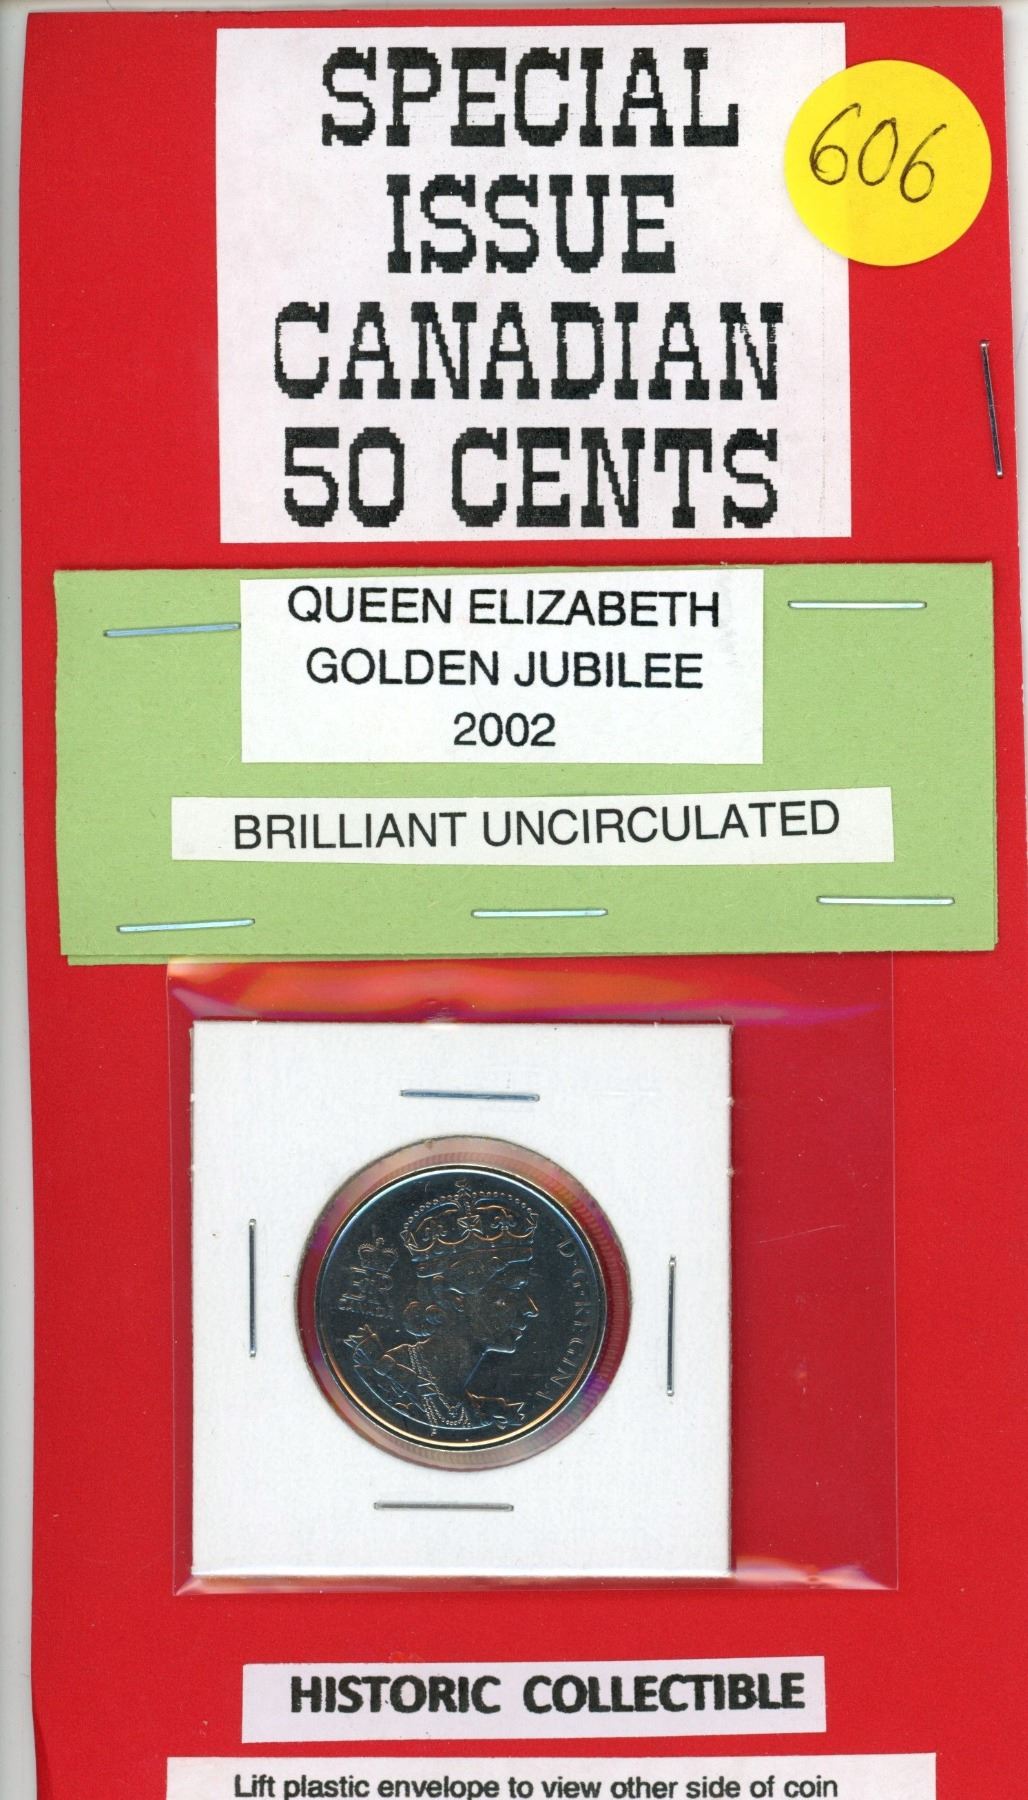 SPECIAL
ISSUE
CANADIAN
50 CENTS
606
QUEEN ELIZABETH
GOLDEN JUBILEE
2002
BRILLIANT UNCIRCULATED
CANADA
D·G·REGINA
HISTORIC COLLECTIBLE
Lift plastic envelope to view other side of coin